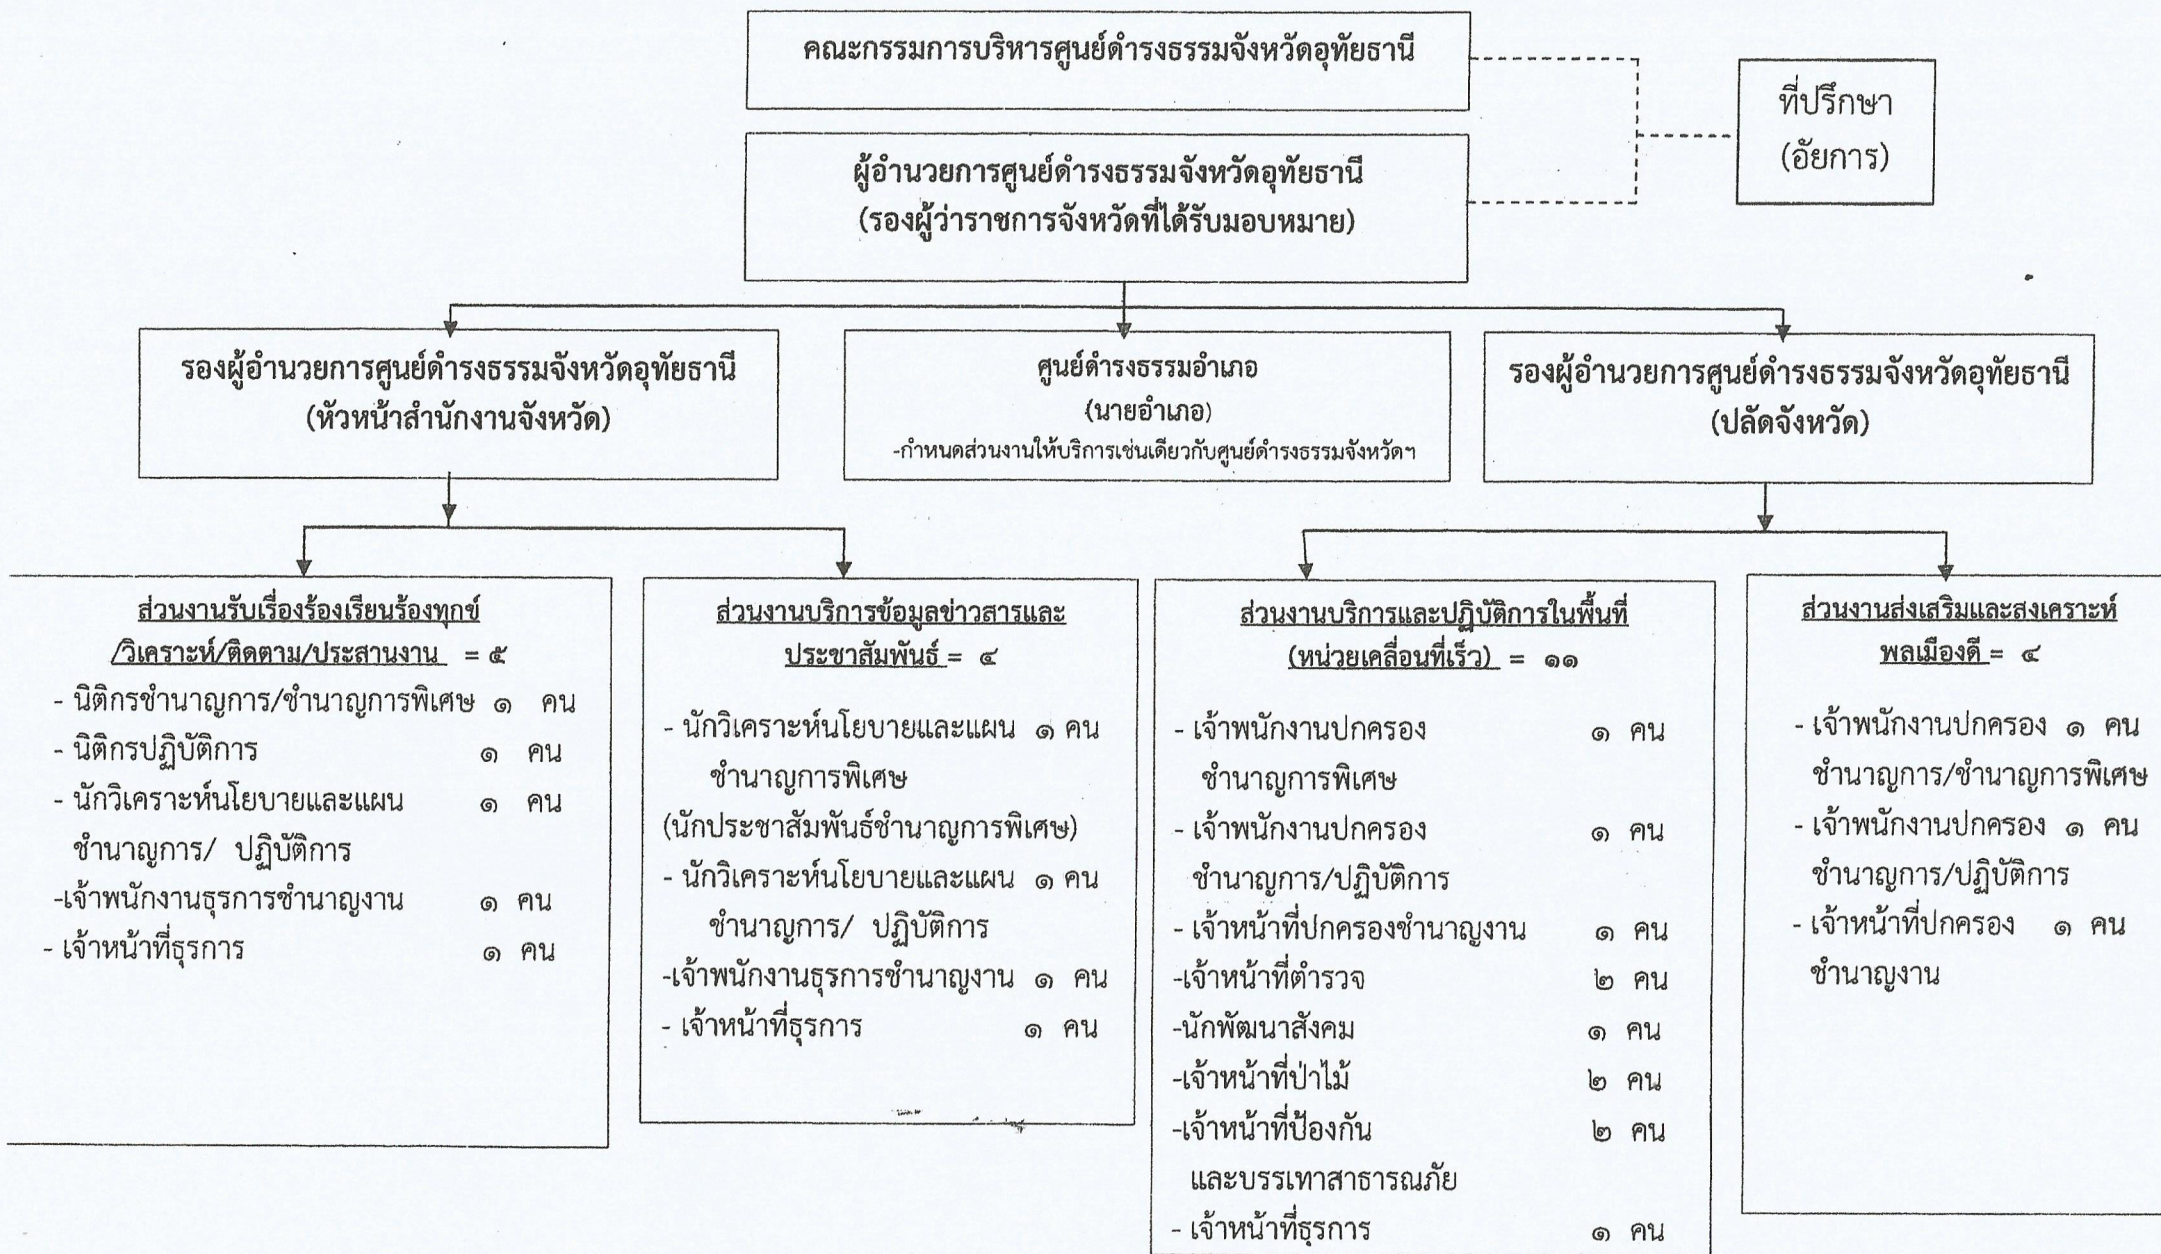 คณะกรรมการบริหารศูนย์ดำรงธรรมจังหวัดอุทัยธานี
ที่ปรึกษา
(อัยการ)
ผู้อำนวยการศูนย์ดำรงธรรมจังหวัดอุทัยธานี
(รองผู้ว่าราชการจังหวัดที่ได้รับมอบหมาย)
รองผู้อำนวยการศูนย์ดำรงธรรมจังหวัดอุทัยธานี
(หัวหน้าสำนักงานจังหวัด)
ศูนย์ดำรงธรรมอำเภอ
(นายอำเภอ)
-กำหนดส่วนงานให้บริการเช่นเดียวกับศูนย์ดำรงธรรมจังหวัดฯ
รองผู้อำนวยการศูนย์ดำรงธรรมจังหวัดอุทัยธานี
(ปลัดจังหวัด)
ส่วนงานรับเรื่องร้องเรียนร้องทุกข์
/วิเคราะห์/ติดตาม/ประสานงาน = ๕
- นิติกรชำนาญการ/ชำนาญการพิเศษ ๑ คน
- นิติกรปฏิบัติการ ๑ คน
- นักวิเคราะห์นโยบายและแผน ๑ คน
ชำนาญการ/ ปฏิบัติการ
-เจ้าพนักงานธุรการชำนาญงาน ๑ คน
- เจ้าหน้าที่ธุรการ ๑ คน
ส่วนงานบริการข้อมูลข่าวสารและ
ประชาสัมพันธ์ = ๔
- นักวิเคราะห์นโยบายและแผน ๑ คน
ชำนาญการพิเศษ
(นักประชาสัมพันธ์ชำนาญการพิเศษ)
- นักวิเคราะห์นโยบายและแผน ๑ คน
ชำนาญการ/ ปฏิบัติการ
-เจ้าพนักงานธุรการชำนาญงาน ๑ คน
- เจ้าหน้าที่ธุรการ ๑ คน
ส่วนงานบริการและปฏิบัติการในพื้นที่
(หน่วยเคลื่อนที่เร็ว) = ๑๑
- เจ้าพนักงานปกครอง ๑ คน
ชำนาญการพิเศษ
- เจ้าพนักงานปกครอง ๑ คน
ชำนาญการ/ปฏิบัติการ
- เจ้าหน้าที่ปกครองชำนาญงาน ๑ คน
-เจ้าหน้าที่ตำรวจ ๒ คน
-นักพัฒนาสังคม ๑ คน
-เจ้าหน้าที่ป่าไม้ ๒ คน
-เจ้าหน้าที่ป้องกัน ๒ คน
และบรรเทาสาธารณภัย
- เจ้าหน้าที่ธุรการ ๑ คน
ส่วนงานส่งเสริมและสงเคราะห์
พลเมืองดี = ๔
- เจ้าพนักงานปกครอง ๑ คน
ชำนาญการ/ชำนาญการพิเศษ
- เจ้าพนักงานปกครอง ๑ คน
ชำนาญการ/ปฏิบัติการ
- เจ้าหน้าที่ปกครอง ๑ คน
ชำนาญงาน